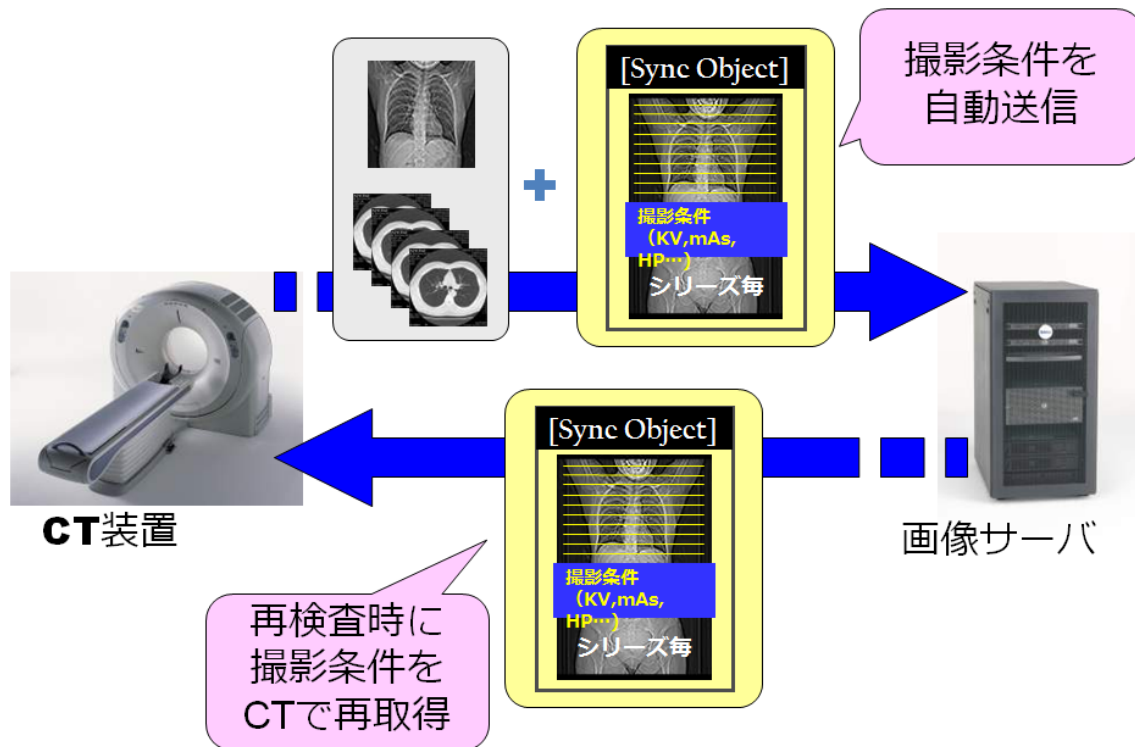 [Sync Object]
撮影条件
（KV,mAs,
HP…)
シリーズ毎
撮影条件を
自動送信
CT装置
画像サーバ
[Sync Object]
撮影条件
（KV,mAs,
HP…)
シリーズ毎
再検査時に
撮影条件を
CTで再取得